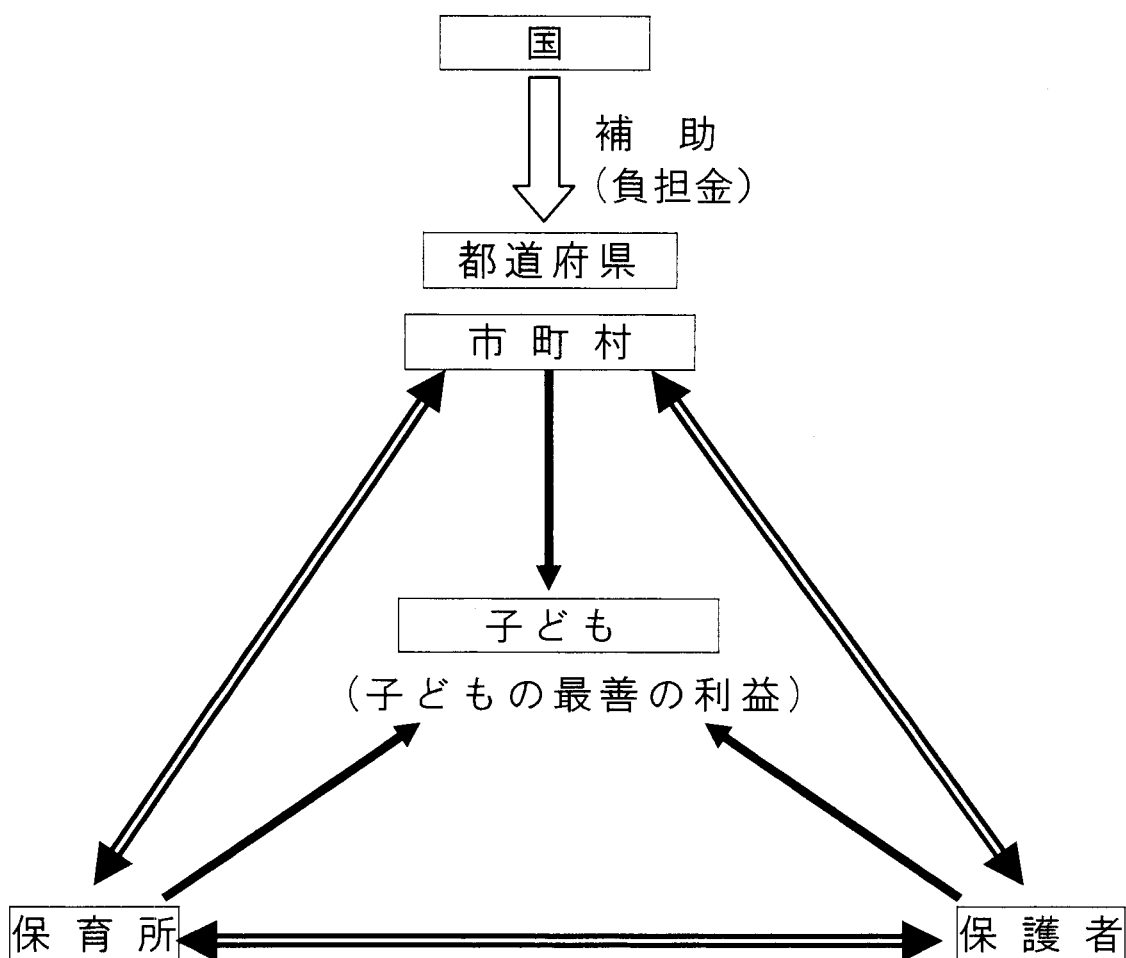 国
補 助
(負担金)
都道府県
市 町 村
子ども
(子どもの最善の利益)
保 育 所
保 護 者